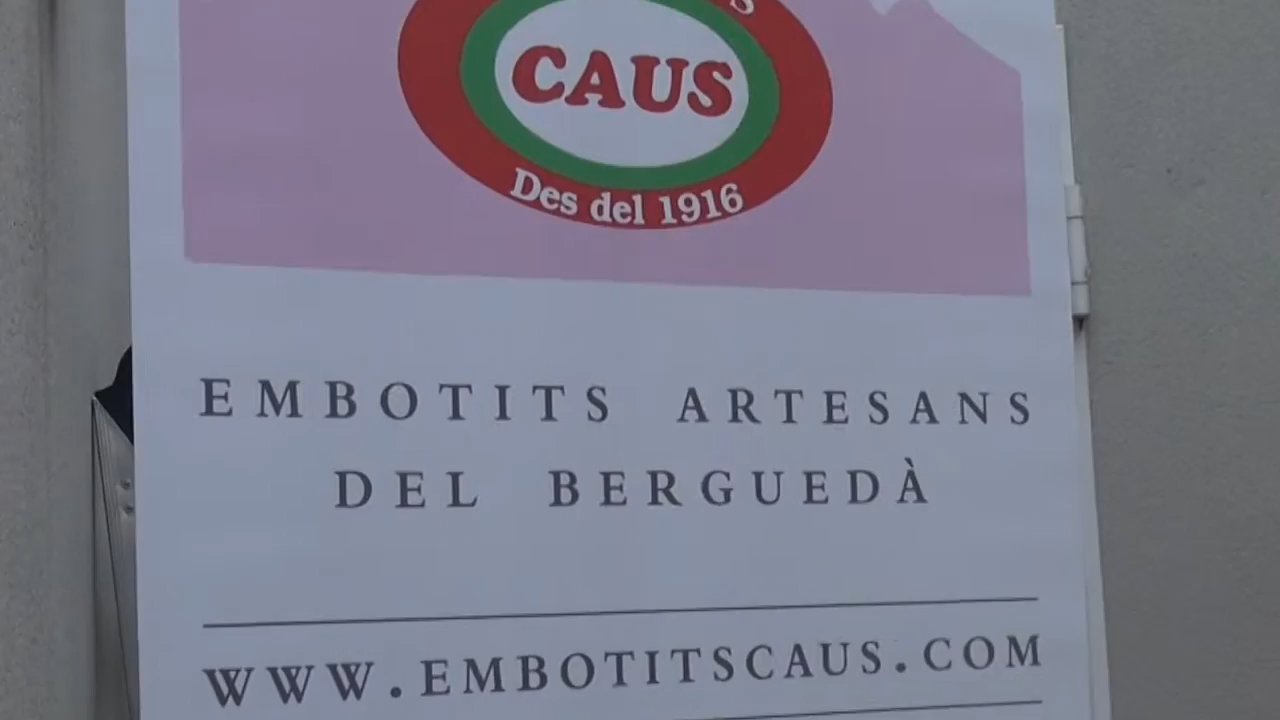 CAUS
Des del 1916
EMBOTITS ARTESANS
DEL BERGUEDÀ
WWW.EMBOTITSCAUS.COM